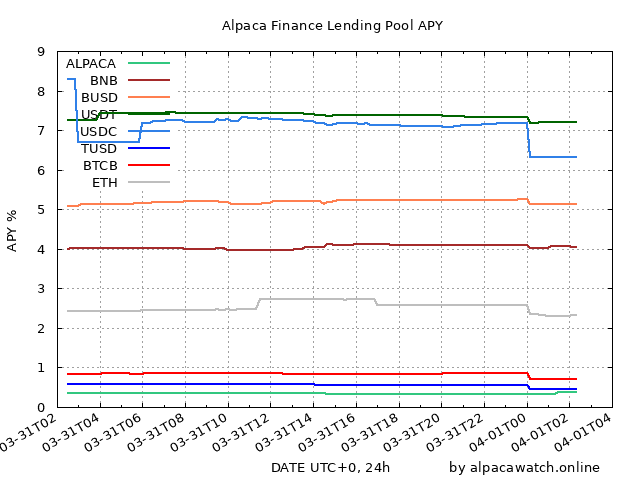 Alpaca Finance Lending Pool APY
9
8
7
6
5
4
3
2
1
0
APY %
ALPACA
BNB
BUSD
USDT
USDC
TUSD
BTCB
ETH
03-31T02
03-31T04
03-31T06
03-31T08
03-31T10
03-31T12
03-31T14
03-31T16
03-31T18
03-31T20
03-31T22
04-01T00
04-01T02
04-01T04
DATE UTC+0, 24h
by alpacawatch.online